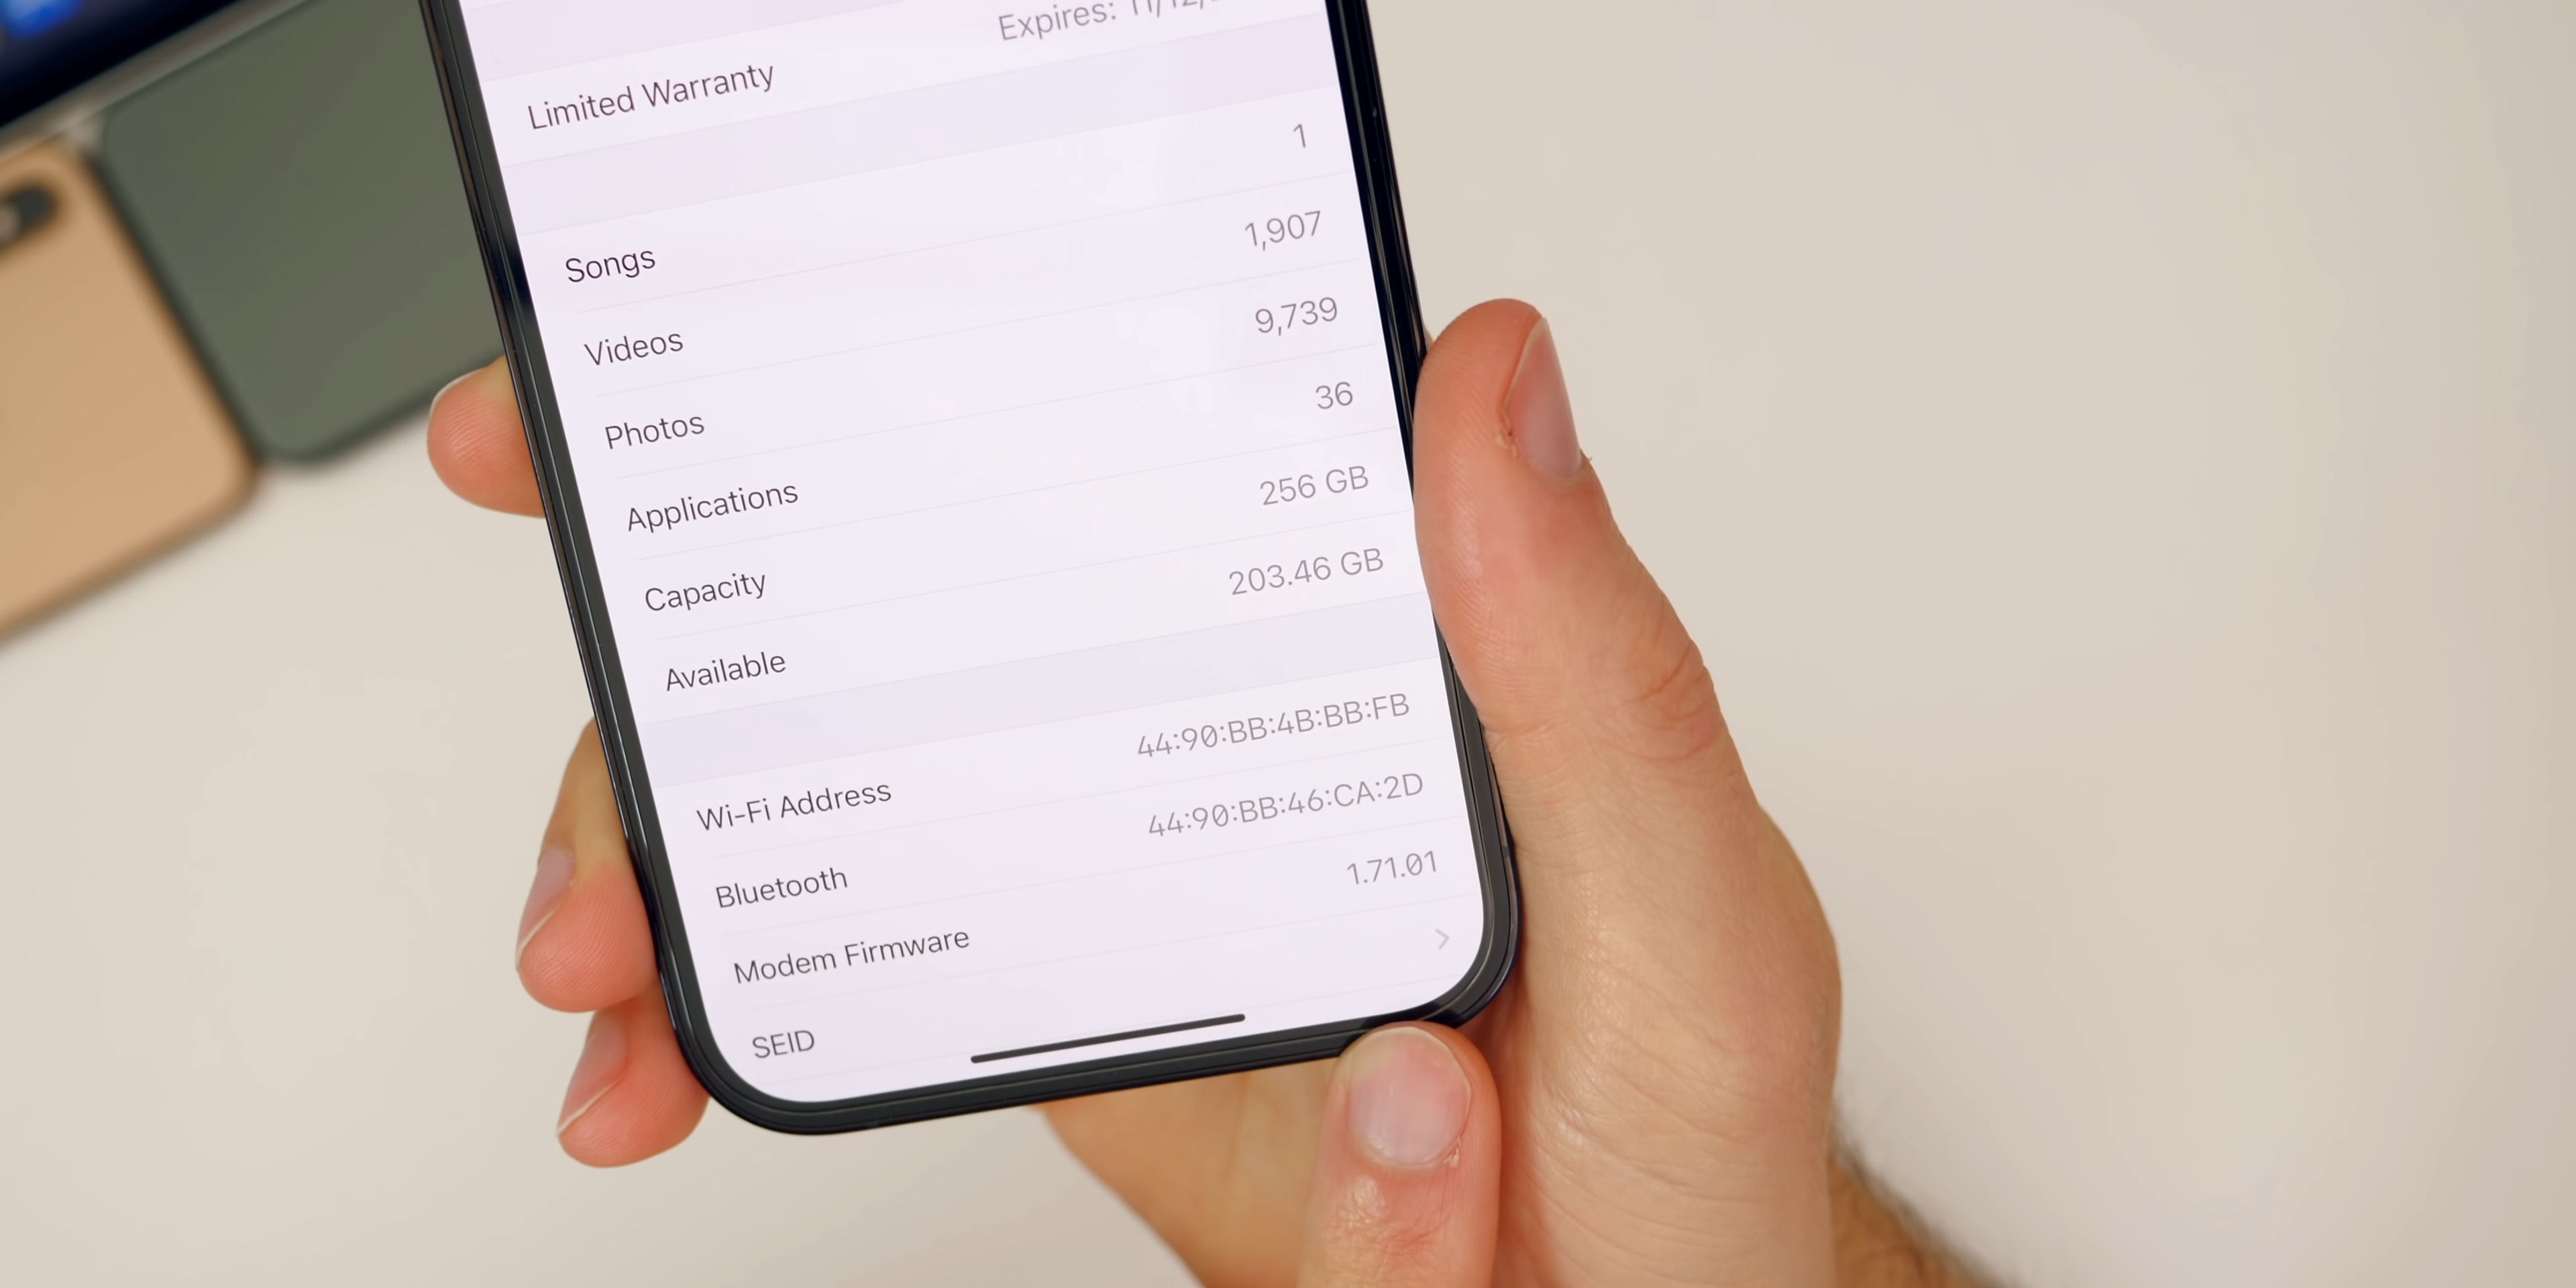 Expires: 11/12/
Limited Warranty
Songs 1
Videos 1,907
Photos 9,739
Applications 36
Capacity 256 GB
Available 203.46 GB
Wi-Fi Address 44:90:BB:4B:BB:FB
Bluetooth 44:90:BB:46:CA:2D
Modem Firmware 1.71.01
SEID